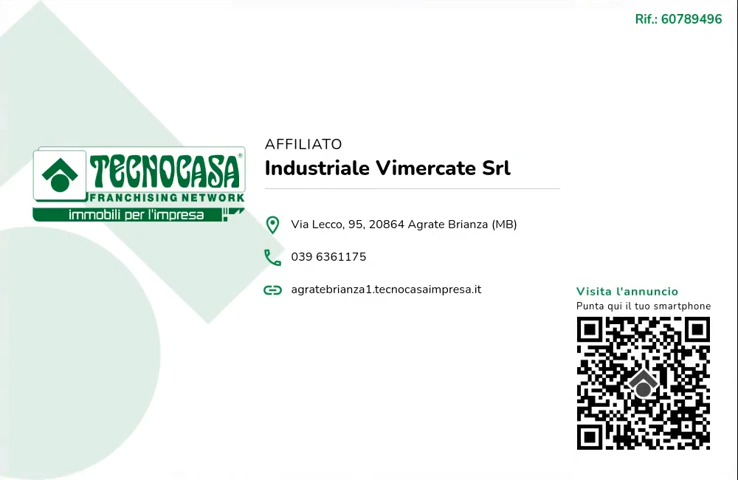 Rif.: 60789496
AFFILIATO
Industriale Vimercate Srl
TECNOCASA®
FRANCHISING NETWORK
immobili per l'impresa
Via Lecco, 95, 20864 Agrate Brianza (MB)
039 6361175
agratebrianza1.tecnocasaimpresa.it
Visita l'annuncio
Punta qui il tuo smartphone